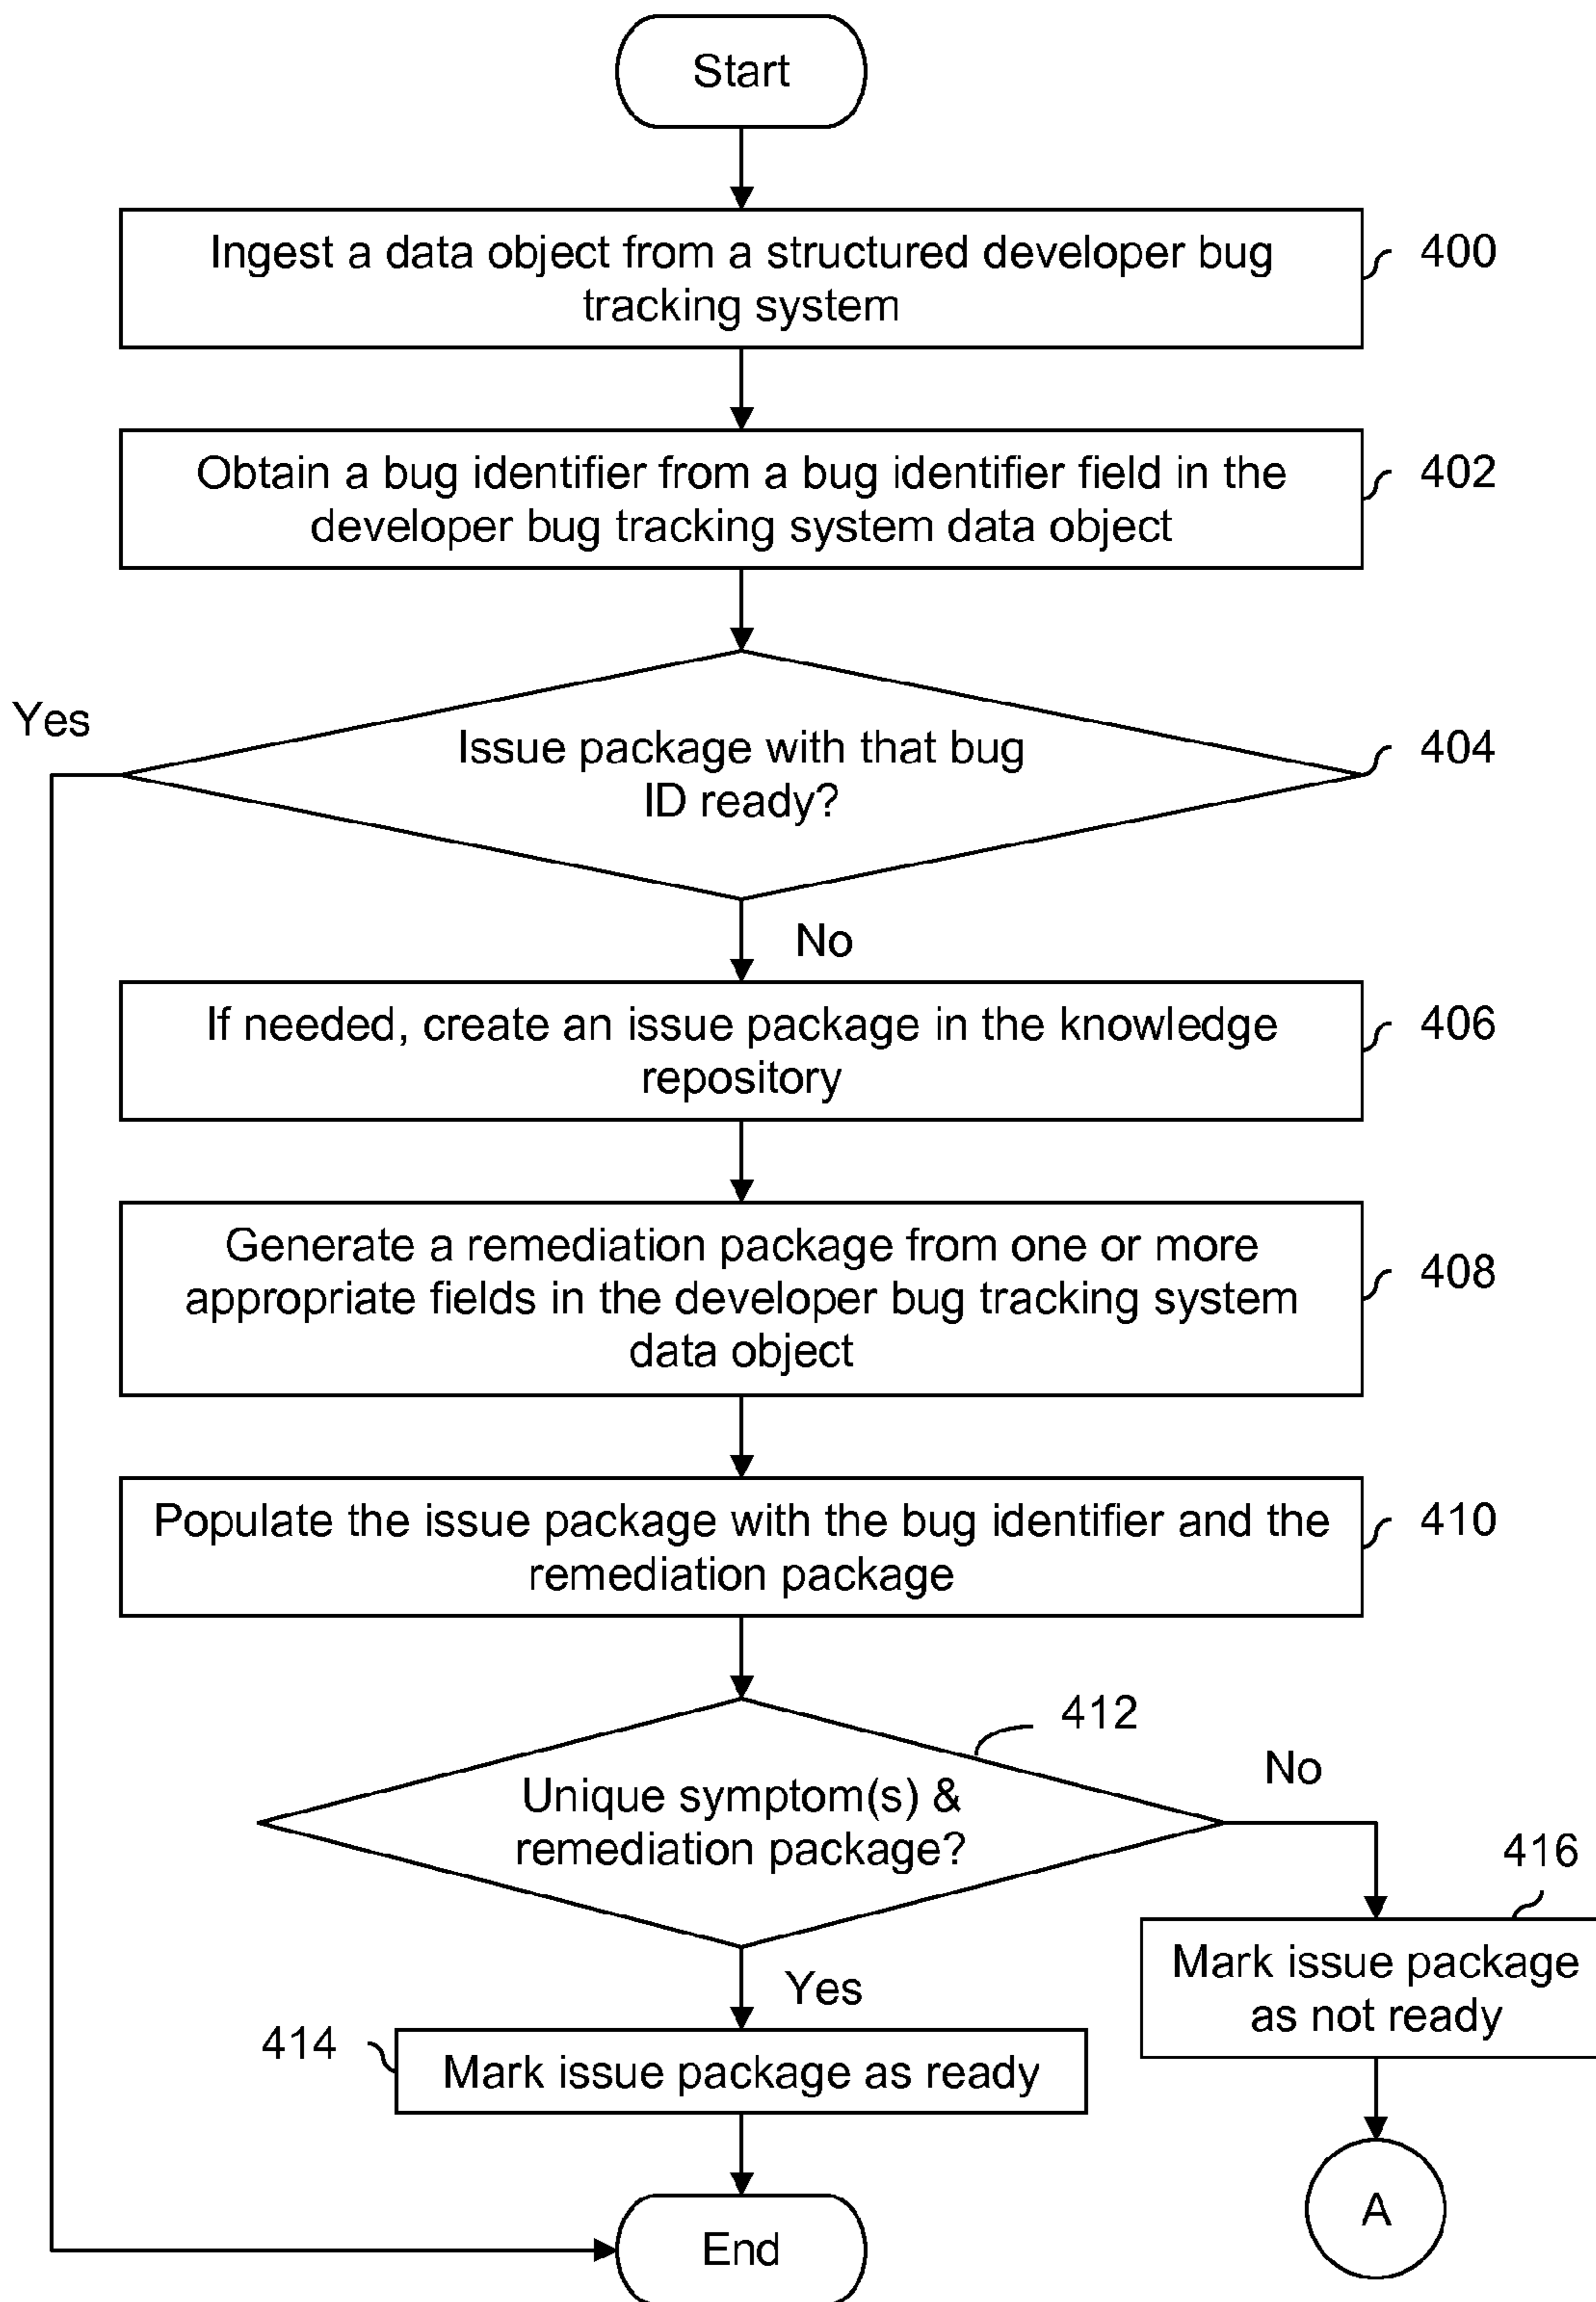 Start
Ingest a data object from a structured developer bug
tracking system
400
Obtain a bug identifier from a bug identifier field in the
developer bug tracking system data object
402
Yes
Issue package with that bug
ID ready?
404
No
If needed, create an issue package in the knowledge
repository
406
Generate a remediation package from one or more
appropriate fields in the developer bug tracking system
data object
408
Populate the issue package with the bug identifier and the
remediation package
410
412
Unique symptom(s) &
remediation package?
No
416
Mark issue package
as not ready
Yes
414
Mark issue package as ready
A
End